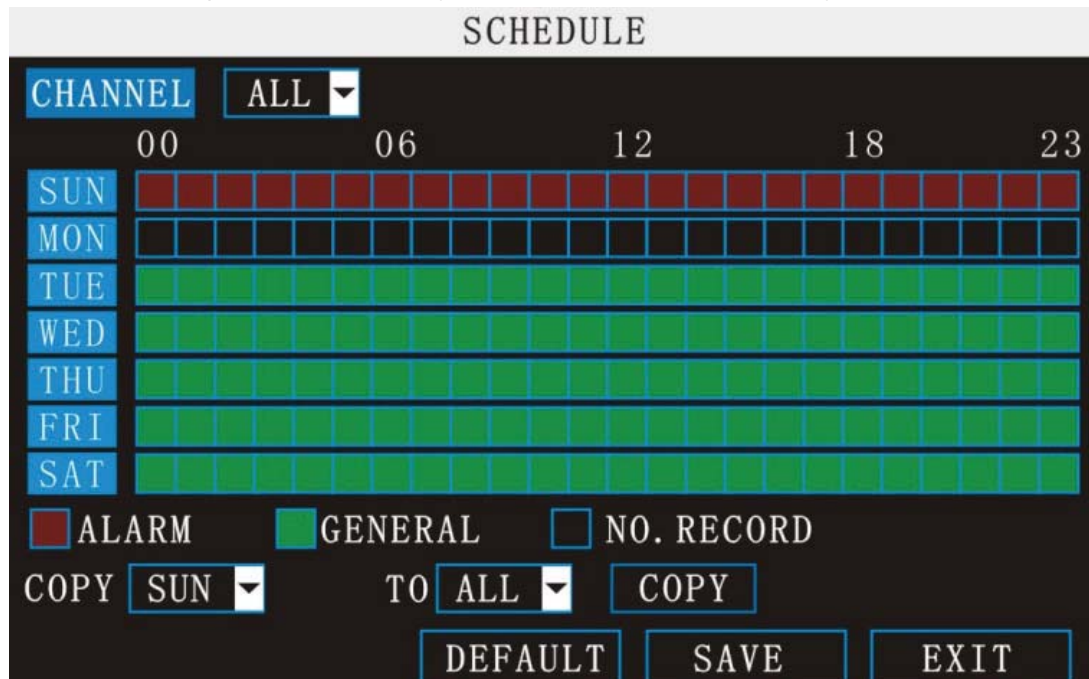 SCHEDULE
CHANNEL ALL
00 06 12 18 23
SUN
MON
TUE
WED
THU
FRI
SAT
ALARM GENERAL NO. RECORD
COPY SUN TO ALL COPY
DEFAULT SAVE EXIT